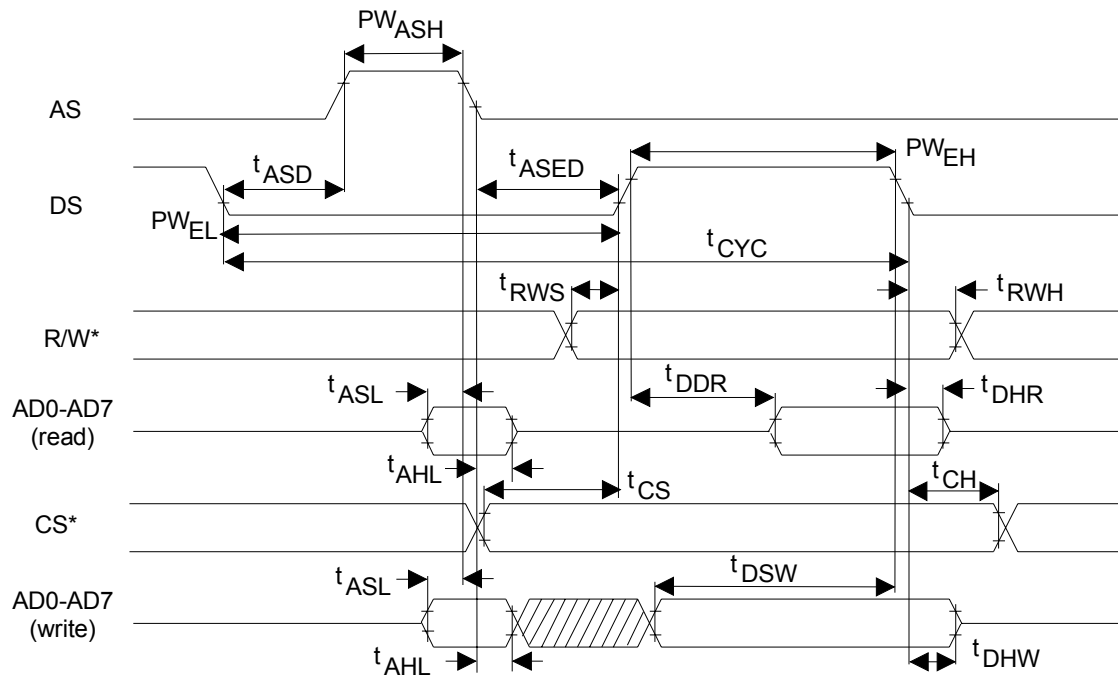 PWASH
AS
tASD
tASED
PWEH
DS
PWEL
tCYC
tRWS
tRWH
R/W*
tDDR
tASL
tDHR
AD0-AD7
(read)
tAHL
tCS
tCH
CS*
tASL
tDSW
AD0-AD7
(write)
tAHL
tDHW